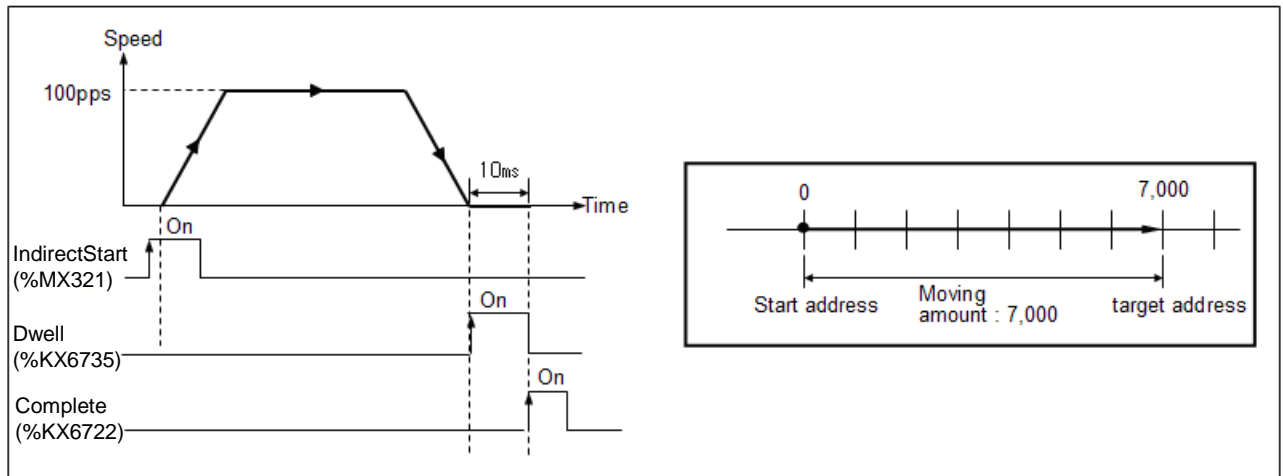 Speed
100pps
10ms
Time
On
IndirectStart
(%MX321)
On
Dwell
(%KX6735)
On
Complete
(%KX6722)
0
7,000
Start address
Moving
amount : 7,000
target address